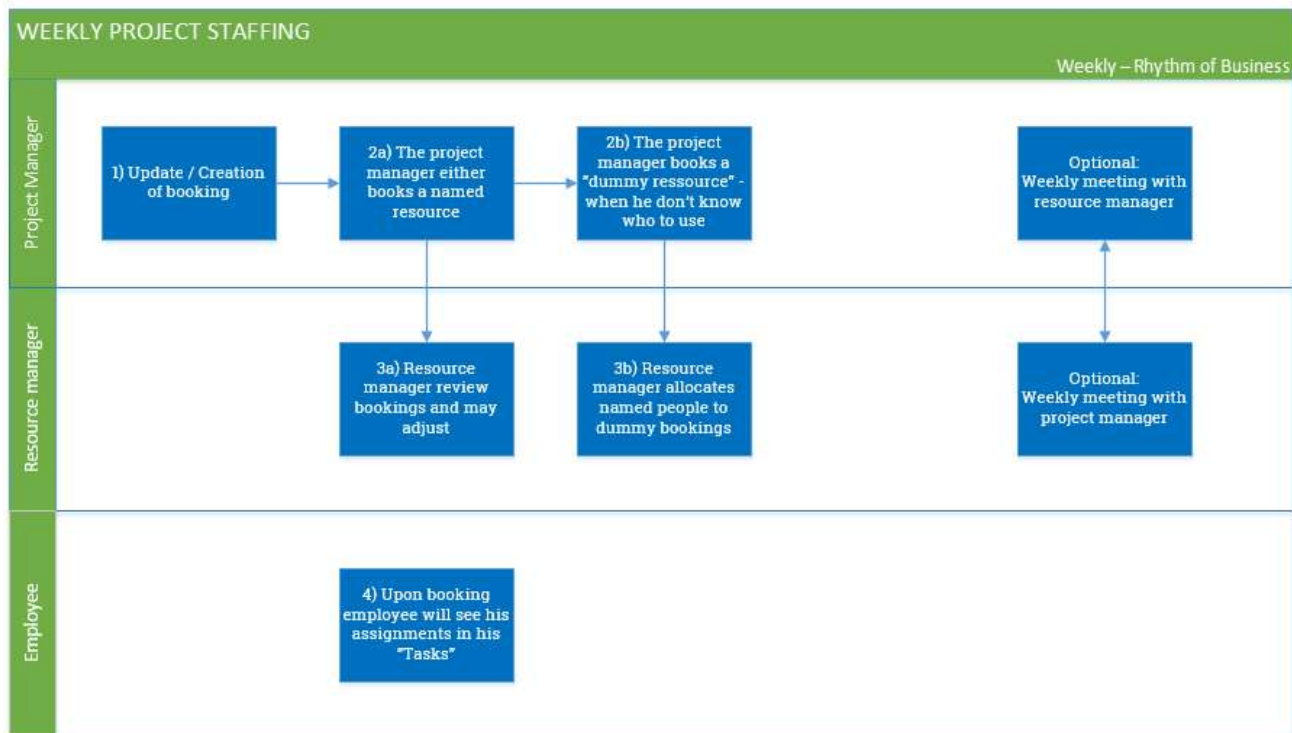 WEEKLY PROJECT STAFFING
Weekly – Rhythm of Business
Project Manager
1) Update / Creation
of booking
2a) The project
manager either
books a named
resource
2b) The project
manager books a
"dummy ressource" -
when he don't know
who to use
Optional:
Weekly meeting with
resource manager
Resource manager
3a) Resource
manager review
bookings and may
adjust
3b) Resource
manager allocates
named people to
dummy bookings
Optional:
Weekly meeting with
project manager
Employee
4) Upon booking
employee will see his
assignments in his
"Tasks"